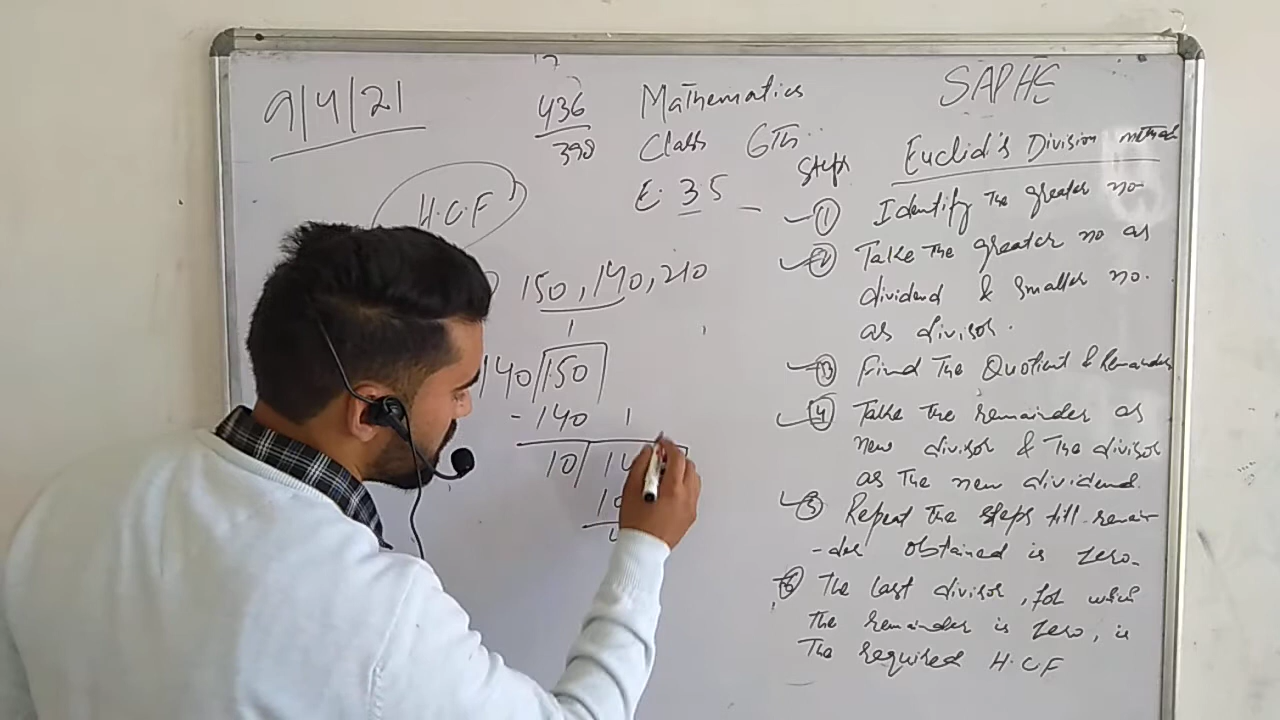 9/4/21
436
398
Mathematics
Class 6Th
E. 35
SAPHE
H.C.F
150, 140, 210
1
140 150
- 140 1
10
Steps
Euclid's Division method
① Identify The greater no
② Take The greater no as
dividend & smaller no.
as divisor.
③ Find The Quotient & Remainder
④ Take The remainder as
new divisor & The divisor
as The new dividend.
⑤ Repeat The steps till remain
-der obtained is zero.
⑥ The last divisor, for which
The remainder is zero, is
The required H.C.F